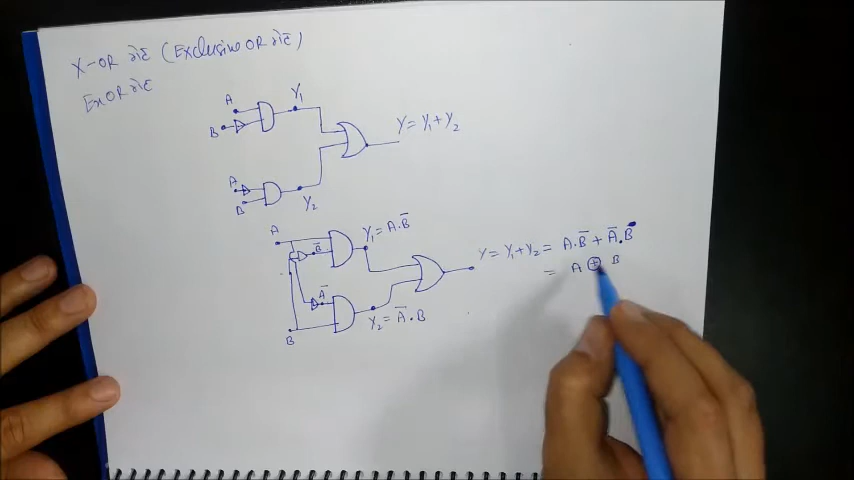 X-OR गेट (Exclusive OR गेट)
ExOR गेट
A
B
Y₁
Y = Y₁ + Y₂
A
B
Y₂
A
B̅
Y₁ = A.B̅
Y = Y₁ + Y₂ = A.B̅ + A̅.B
= A ⊕ B
A̅
Y₂ = A̅.B
B